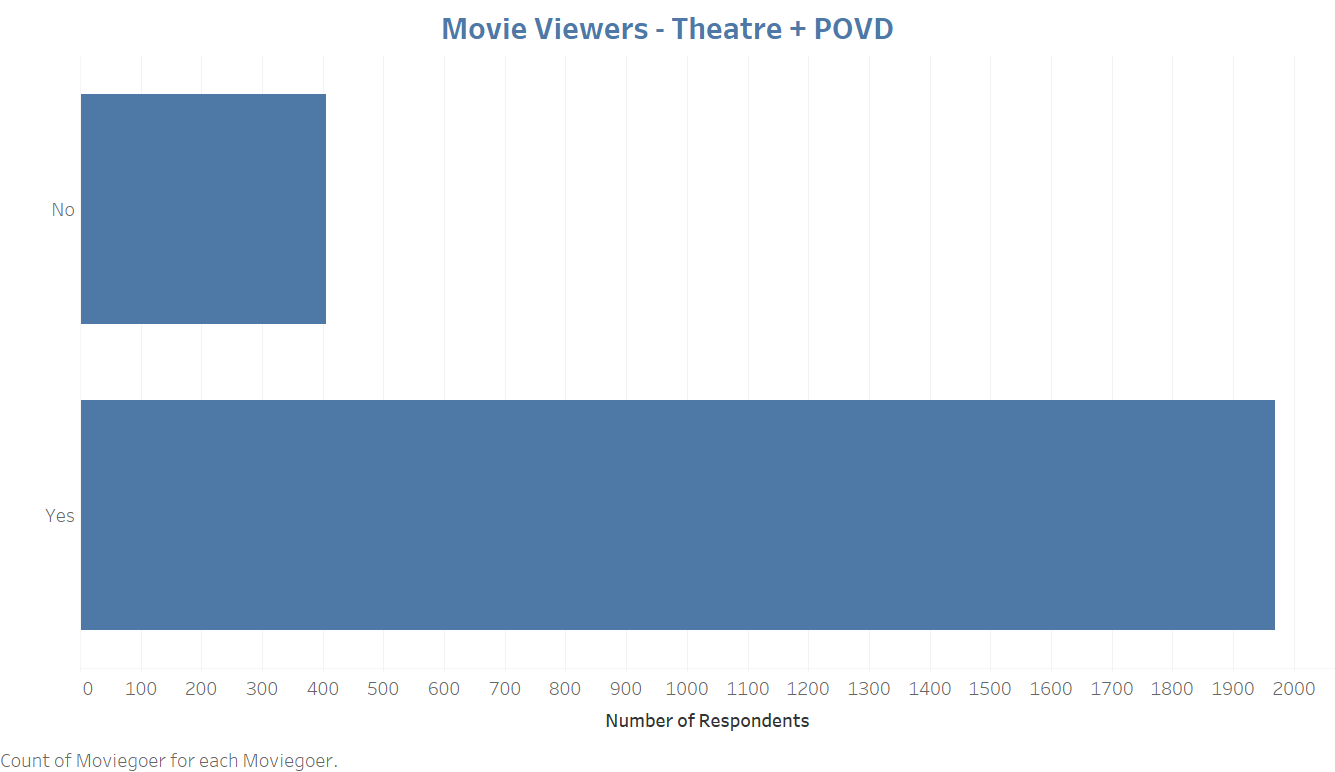 Movie Viewers - Theatre + POVD
No
Yes
0 100 200 300 400 500 600 700 800 900 1000 1100 1200 1300 1400 1500 1600 1700 1800 1900 2000
Number of Respondents
Count of Moviegoer for each Moviegoer.